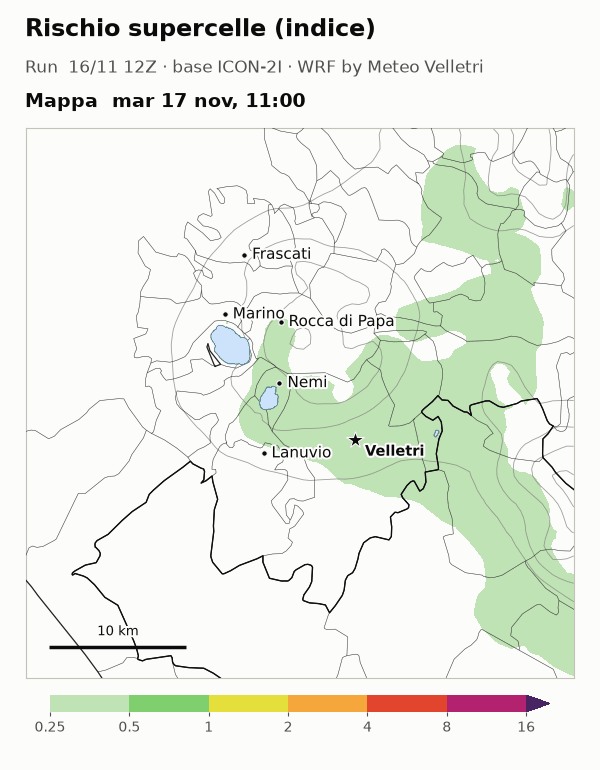 Rischio supercelle (indice)
Run  16/11 12Z · base ICON-2I · WRF by Meteo Velletri
Mappa  mar 17 nov, 11:00
Frascati
Marino
Rocca di Papa
Nemi
Velletri
Lanuvio
10 km
0.25 0.5 1 2 4 8 16